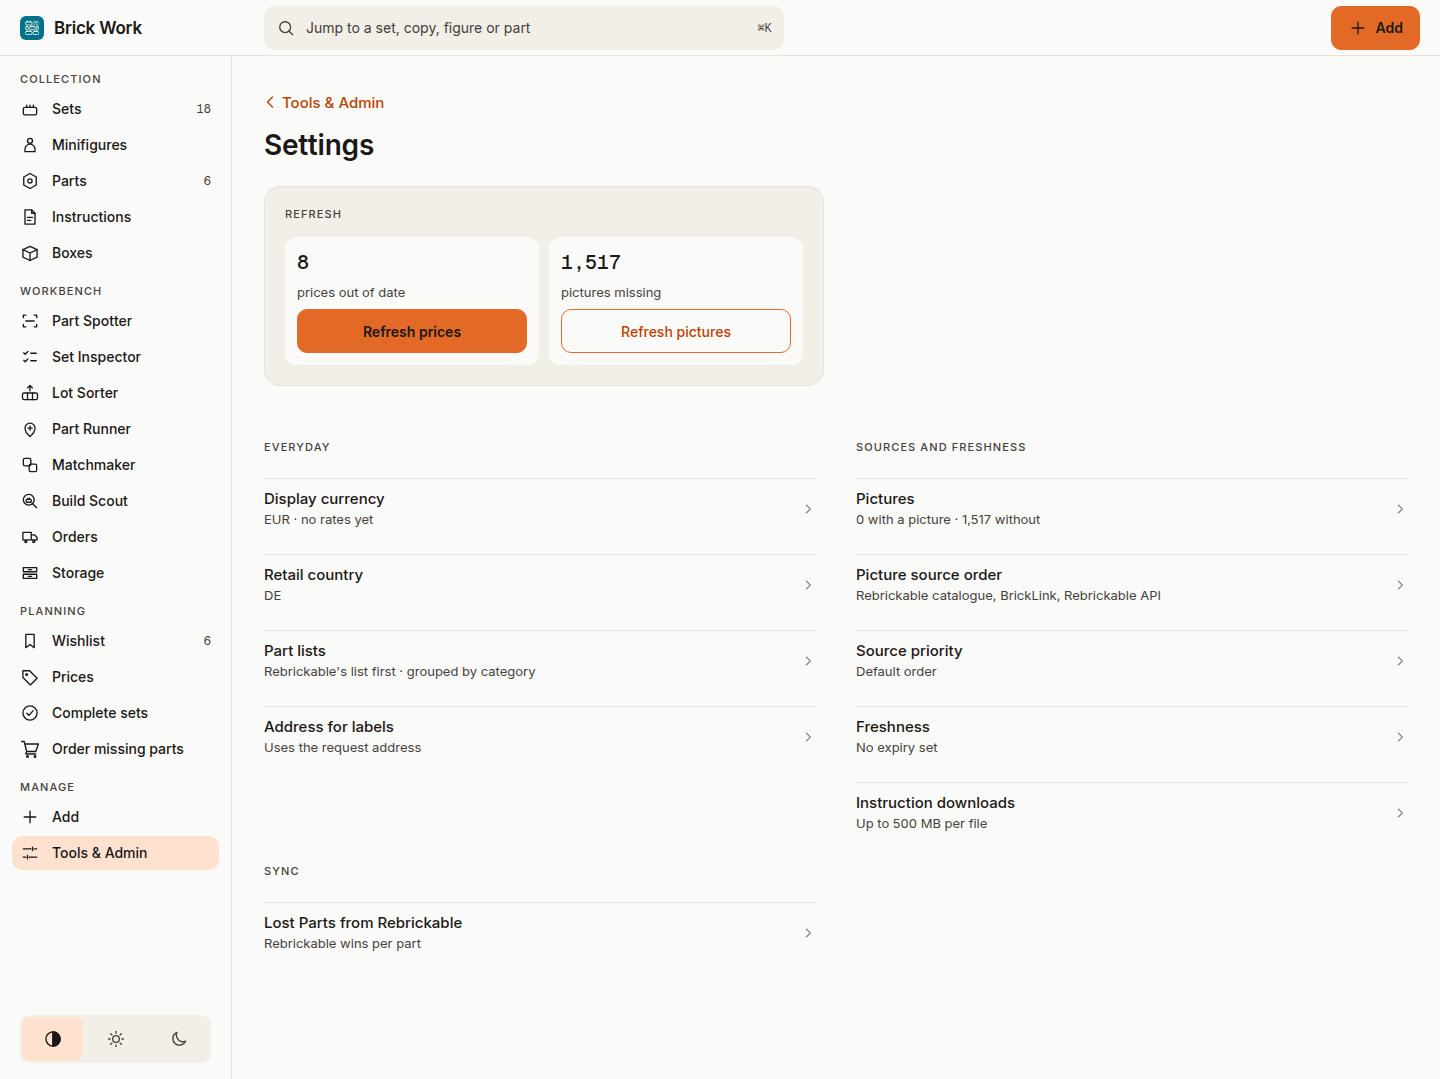 Brick Work
Jump to a set, copy, figure or part
⌘K
Add
COLLECTION
Sets 18
Minifigures
Parts 6
Instructions
Boxes
WORKBENCH
Part Spotter
Set Inspector
Lot Sorter
Part Runner
Matchmaker
Build Scout
Orders
Storage
PLANNING
Wishlist 6
Prices
Complete sets
Order missing parts
MANAGE
Add
Tools & Admin
Tools & Admin
Settings
REFRESH
8
prices out of date
Refresh prices
1,517
pictures missing
Refresh pictures
EVERYDAY
Display currency
EUR · no rates yet
Retail country
DE
Part lists
Rebrickable's list first · grouped by category
Address for labels
Uses the request address
SOURCES AND FRESHNESS
Pictures
0 with a picture · 1,517 without
Picture source order
Rebrickable catalogue, BrickLink, Rebrickable API
Source priority
Default order
Freshness
No expiry set
Instruction downloads
Up to 500 MB per file
SYNC
Lost Parts from Rebrickable
Rebrickable wins per part